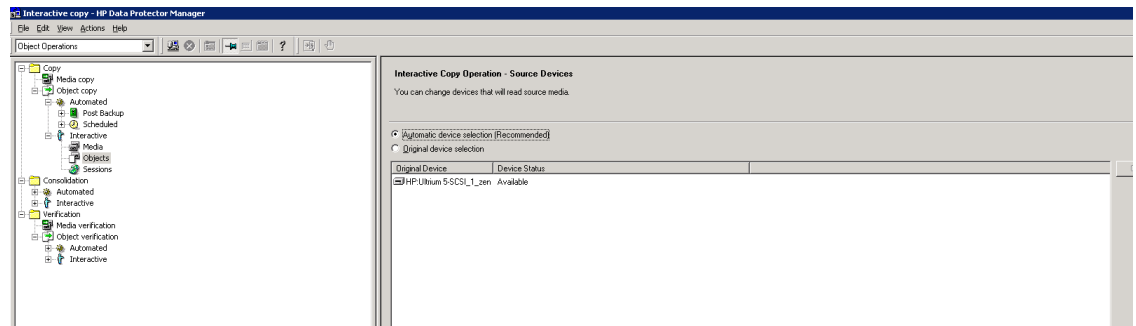 Interactive copy - HP Data Protector Manager
File Edit View Actions Help
Object Operations
Copy
Media copy
Object copy
Automated
Post Backup
Scheduled
Interactive
Media
Objects
Sessions
Consolidation
Automated
Interactive
Verification
Media verification
Object verification
Automated
Interactive
Interactive Copy Operation - Source Devices
You can change devices that will read source media.
Automatic device selection (Recommended)
Original device selection
Original Device Device Status
HP:Ultrium 5-SCSI_1_zen Available